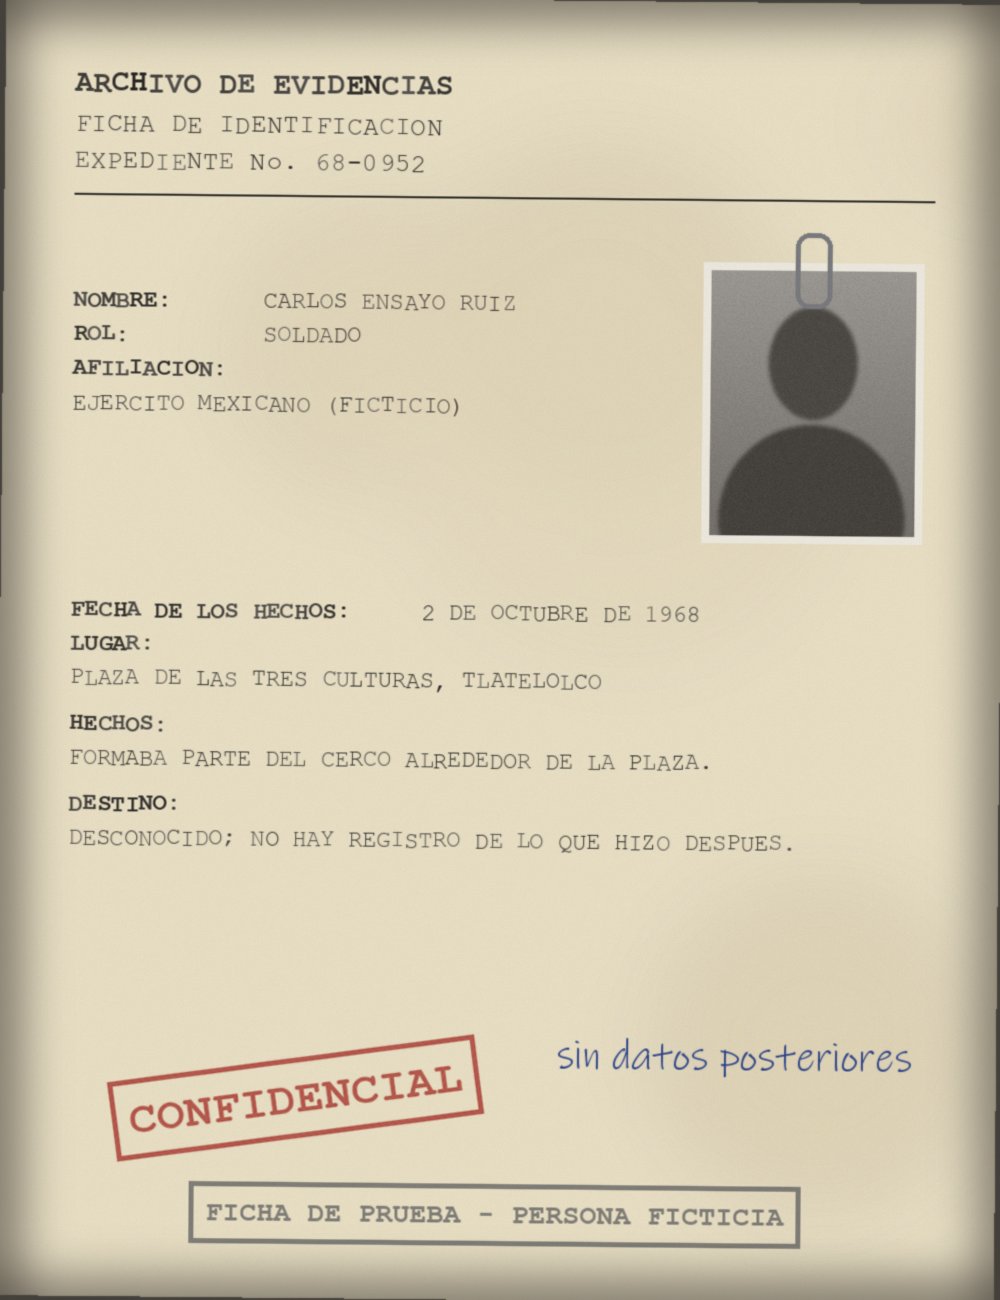 ARCHIVO DE EVIDENCIAS
FICHA DE IDENTIFICACION
EXPEDIENTE No. 68-0952
NOMBRE: CARLOS ENSAYO RUIZ
ROL: SOLDADO
AFILIACION:
EJERCITO MEXICANO (FICTICIO)
FECHA DE LOS HECHOS: 2 DE OCTUBRE DE 1968
LUGAR:
PLAZA DE LAS TRES CULTURAS, TLATELOLCO
HECHOS:
FORMABA PARTE DEL CERCO ALREDEDOR DE LA PLAZA.
DESTINO:
DESCONOCIDO; NO HAY REGISTRO DE LO QUE HIZO DESPUES.
sin datos posteriores
CONFIDENCIAL
FICHA DE PRUEBA - PERSONA FICTICIA